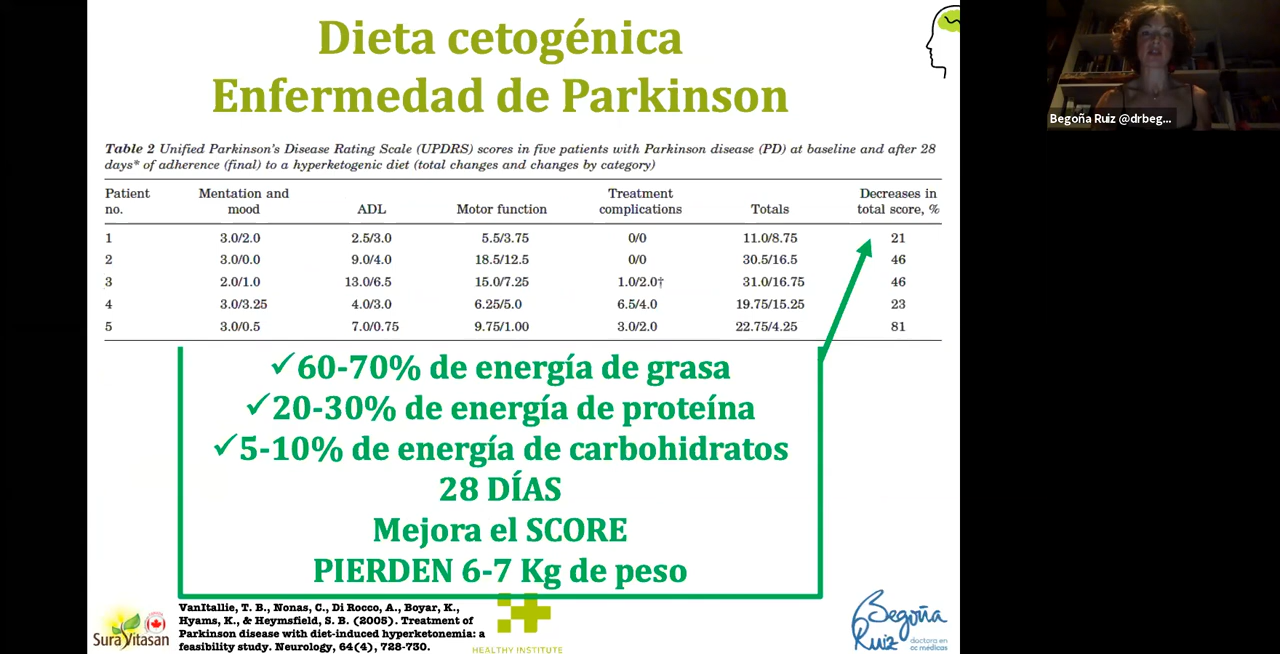 Dieta cetogénica
Enfermedad de Parkinson
Begoña Ruiz @drbeg...
Table 2 Unified Parkinson's Disease Rating Scale (UPDRS) scores in five patients with Parkinson disease (PD) at baseline and after 28
days* of adherence (final) to a hyperketogenic diet (total changes and changes by category)
Patient no. Mentation and mood ADL Motor function Treatment complications Totals Decreases in total score, %
1 3.0/2.0 2.5/3.0 5.5/3.75 0/0 11.0/8.75 21
2 3.0/0.0 9.0/4.0 18.5/12.5 0/0 30.5/16.5 46
3 2.0/1.0 13.0/6.5 15.0/7.25 1.0/2.0† 31.0/16.75 46
4 3.0/3.25 4.0/3.0 6.25/5.0 6.5/4.0 19.75/15.25 23
5 3.0/0.5 7.0/0.75 9.75/1.00 3.0/2.0 22.75/4.25 81
✓60-70% de energía de grasa
✓20-30% de energía de proteína
✓5-10% de energía de carbohidratos
28 DÍAS
Mejora el SCORE
PIERDEN 6-7 Kg de peso
VanItallie, T. B., Nonas, C., Di Rocco, A., Boyar, K.,
Hyams, K., & Heymsfield, S. B. (2005). Treatment of
Parkinson disease with diet-induced hyperketonemia: a
feasibility study. Neurology, 64(4), 728-730.
SuraVitasan
HEALTHY INSTITUTE
Begoña
Ruiz
doctora en
cc médicas